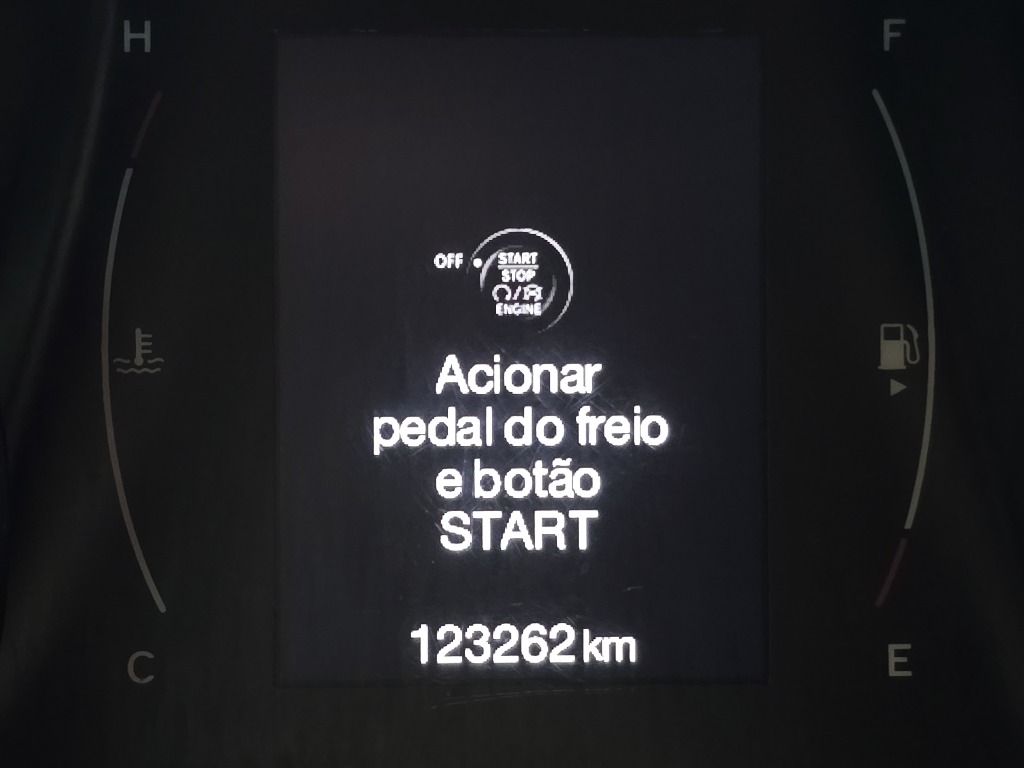 H
F
OFF
START
STOP
ENGINE
Acionar
pedal do freio
e botão
START
123262 km
C
E